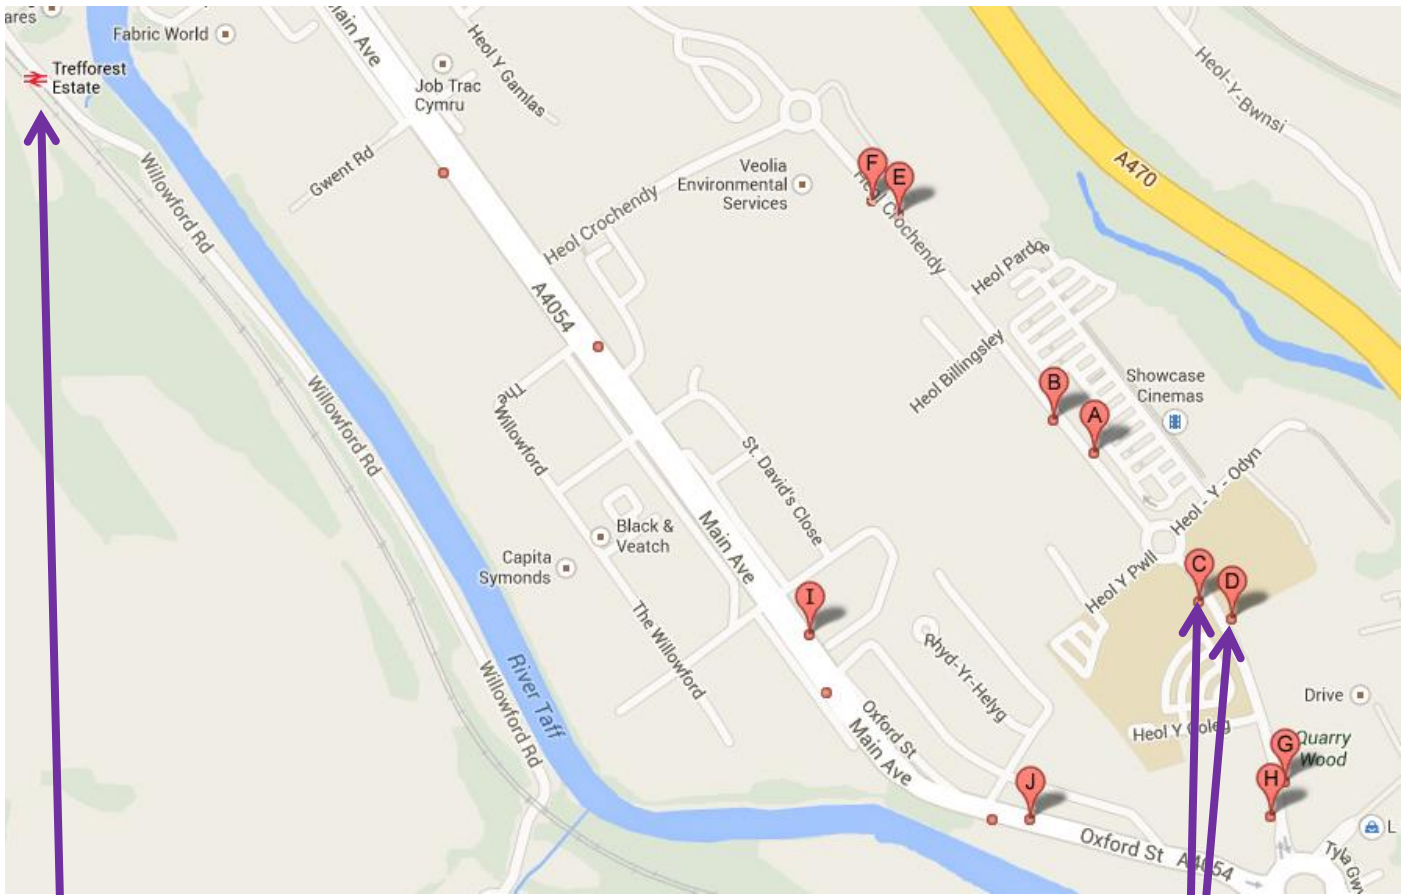 ares
Fabric World
Trefforest
Estate
Main Ave
Job Trac
Cymru
Heol Y Gamlas
Gwent Rd
Willowford Rd
Heol Crochendy
Veolia
Environmental
Services
F
E
Heol Crochendy
A470
Heol-Y-Bwnsi
A4054
Heol Billingsley
B
A
Showcase
Cinemas
Willowford Rd
The
Willowford
St. David's Close
Black &
Veatch
Capita
Symonds
Main Ave
Heol - Y - Odyn
Heol Y Pwll
C
D
I
The Willowford
Rhyd-Yr-Helyg
River Taff
Willowford Rd
Oxford St
Main Ave
Heol Y Coleg
Drive
Quarry
Wood
G
H
J
Oxford St
A4054
L